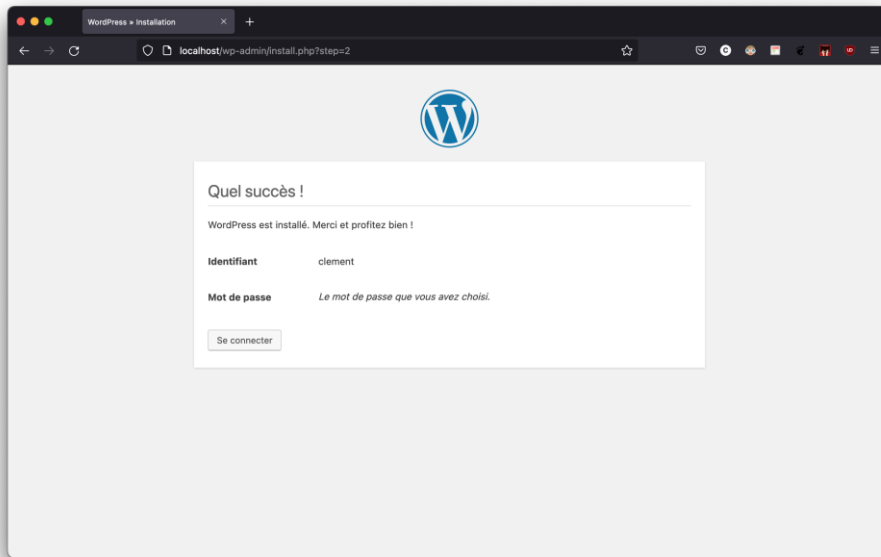 WordPress » Installation
localhost/wp-admin/install.php?step=2
Quel succès !
WordPress est installé. Merci et profitez bien !
Identifiant clement
Mot de passe Le mot de passe que vous avez choisi.
Se connecter